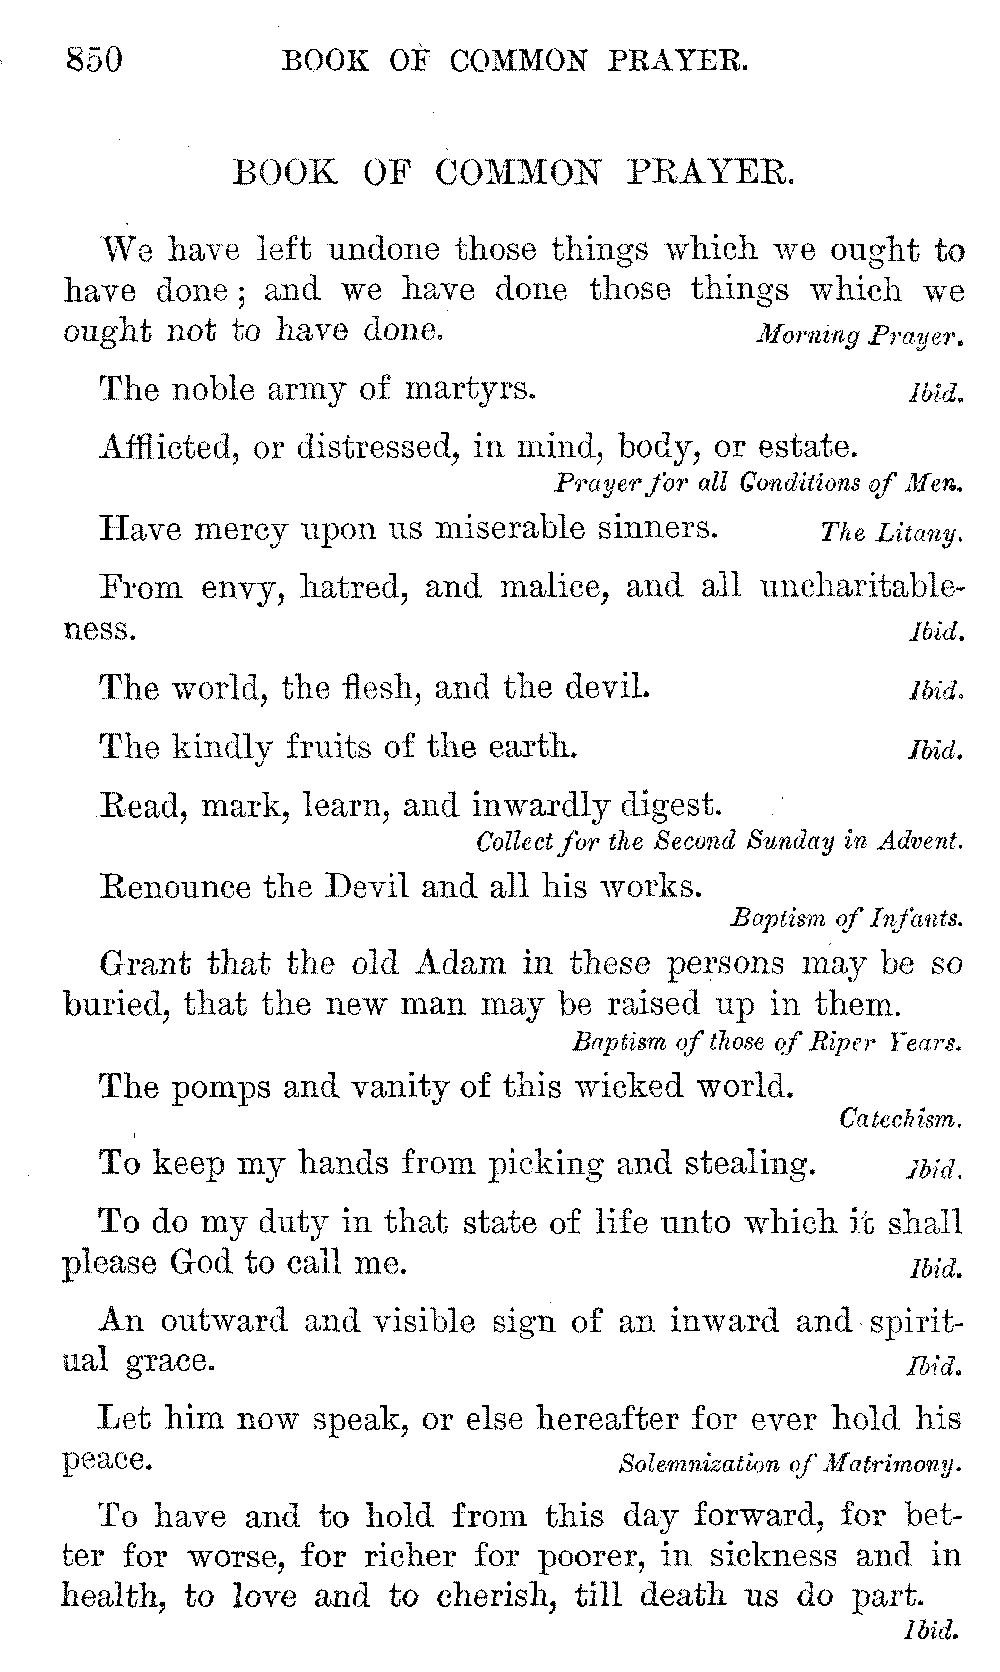 850 BOOK OF COMMON PRAYER.
BOOK OF COMMON PRAYER.
We have left undone those things which we ought to
have done; and we have done those things which we
ought not to have done. Morning Prayer.
The noble army of martyrs. Ibid.
Afflicted, or distressed, in mind, body, or estate.
Prayer for all Conditions of Men.
Have mercy upon us miserable sinners. The Litany.
From envy, hatred, and malice, and all uncharitable-
ness. Ibid.
The world, the flesh, and the devil. Ibid.
The kindly fruits of the earth. Ibid.
Read, mark, learn, and inwardly digest.
Collect for the Second Sunday in Advent.
Renounce the Devil and all his works.
Baptism of Infants.
Grant that the old Adam in these persons may be so
buried, that the new man may be raised up in them.
Baptism of those of Riper Years.
The pomps and vanity of this wicked world.
Catechism.
To keep my hands from picking and stealing. Ibid.
To do my duty in that state of life unto which it shall
please God to call me. Ibid.
An outward and visible sign of an inward and spirit-
ual grace. Ibid.
Let him now speak, or else hereafter for ever hold his
peace. Solemnization of Matrimony.
To have and to hold from this day forward, for bet-
ter for worse, for richer for poorer, in sickness and in
health, to love and to cherish, till death us do part.
Ibid.